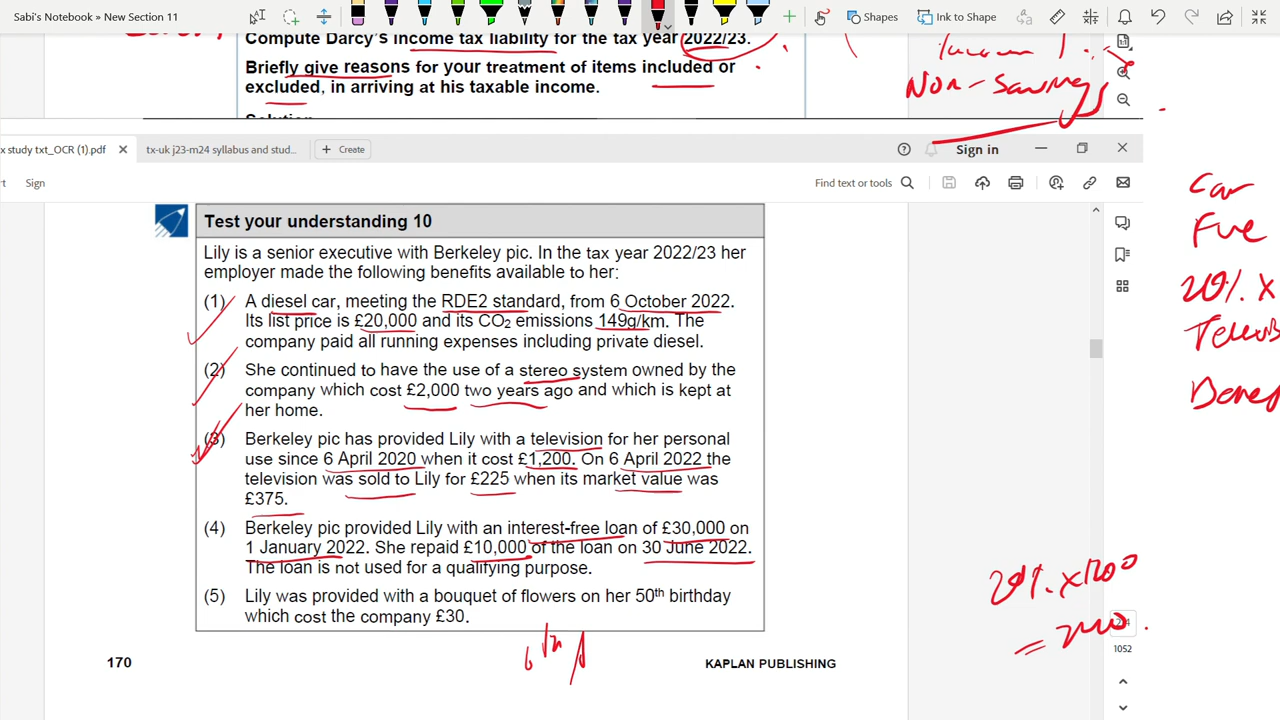 Sabi's Notebook » New Section 11
Shapes
Ink to Shape
Compute Darcy's income tax liability for the tax year 2022/23.
Briefly give reasons for your treatment of items included or
excluded, in arriving at his taxable income.
Non-Savings
x study txt_OCR (1).pdf
tx-uk j23-m24 syllabus and stud...
Create
Sign in
Sign
Find text or tools
Test your understanding 10
Lily is a senior executive with Berkeley pic. In the tax year 2022/23 her
employer made the following benefits available to her:
(1) A diesel car, meeting the RDE2 standard, from 6 October 2022.
Its list price is £20,000 and its CO2 emissions 149g/km. The
company paid all running expenses including private diesel.
(2) She continued to have the use of a stereo system owned by the
company which cost £2,000 two years ago and which is kept at
her home.
(3) Berkeley pic has provided Lily with a television for her personal
use since 6 April 2020 when it cost £1,200. On 6 April 2022 the
television was sold to Lily for £225 when its market value was
£375.
(4) Berkeley pic provided Lily with an interest-free loan of £30,000 on
1 January 2022. She repaid £10,000 of the loan on 30 June 2022.
The loan is not used for a qualifying purpose.
(5) Lily was provided with a bouquet of flowers on her 50th birthday
which cost the company £30.
170
KAPLAN PUBLISHING
Car
Fue
20% x
Benef
20% x 1200
1052